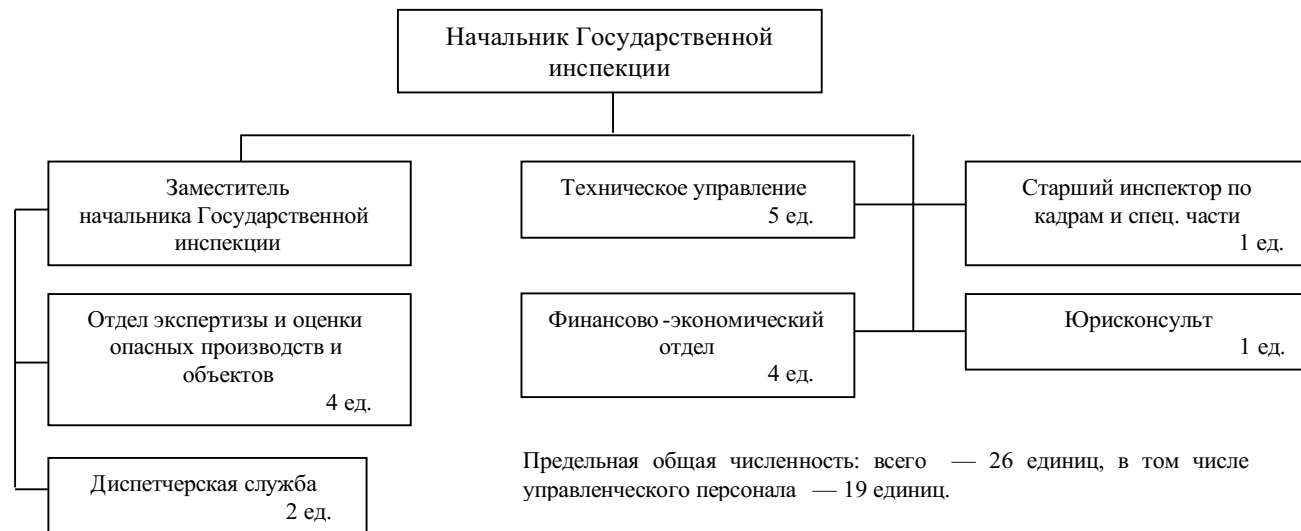 Начальник Государственной
инспекции
Заместитель
начальника Государственной
инспекции
Техническое управление
5 ед.
Старший инспектор по
кадрам и спец. части
1 ед.
Отдел экспертизы и оценки
опасных производств и
объектов
4 ед.
Финансово-экономический
отдел
4 ед.
Юрисконсульт
1 ед.
Диспетчерская служба
2 ед.
Предельная общая численность: всего — 26 единиц, в том числе
управленческого персонала — 19 единиц.